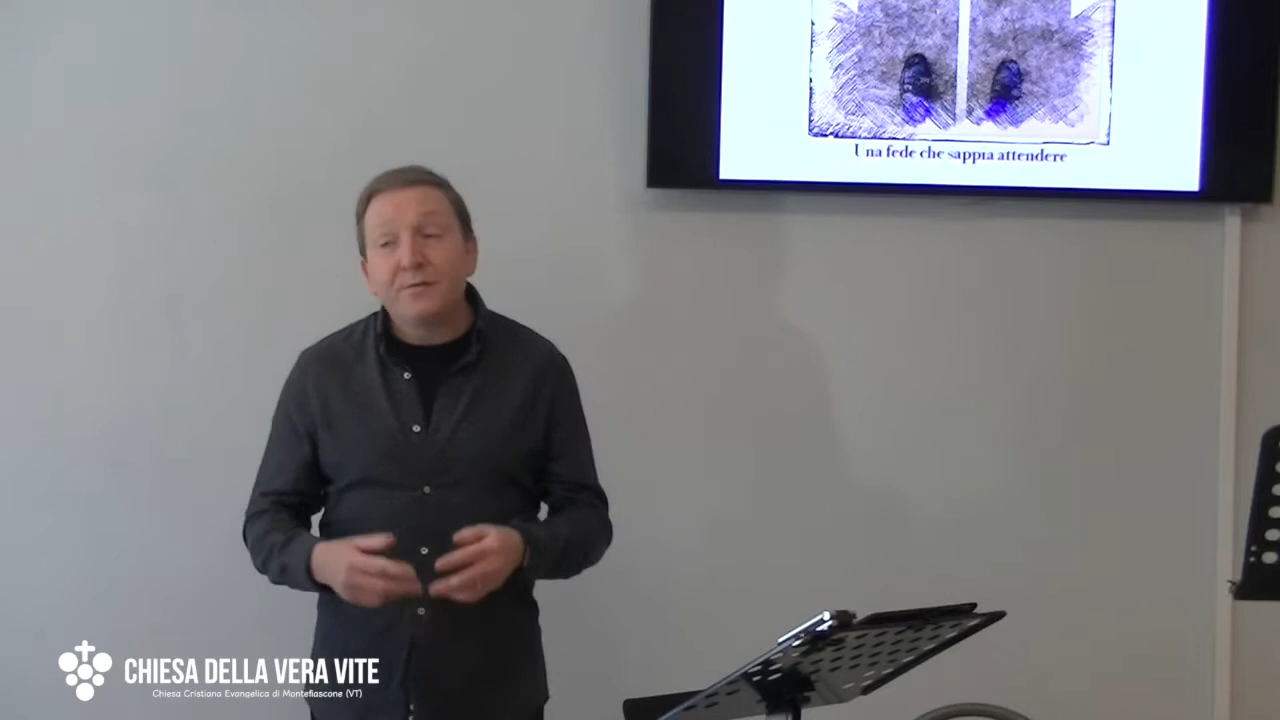 Una fede che sappia attendere
CHIESA DELLA VERA VITE
Chiesa Cristiana Evangelica di Montefiascone (VT)